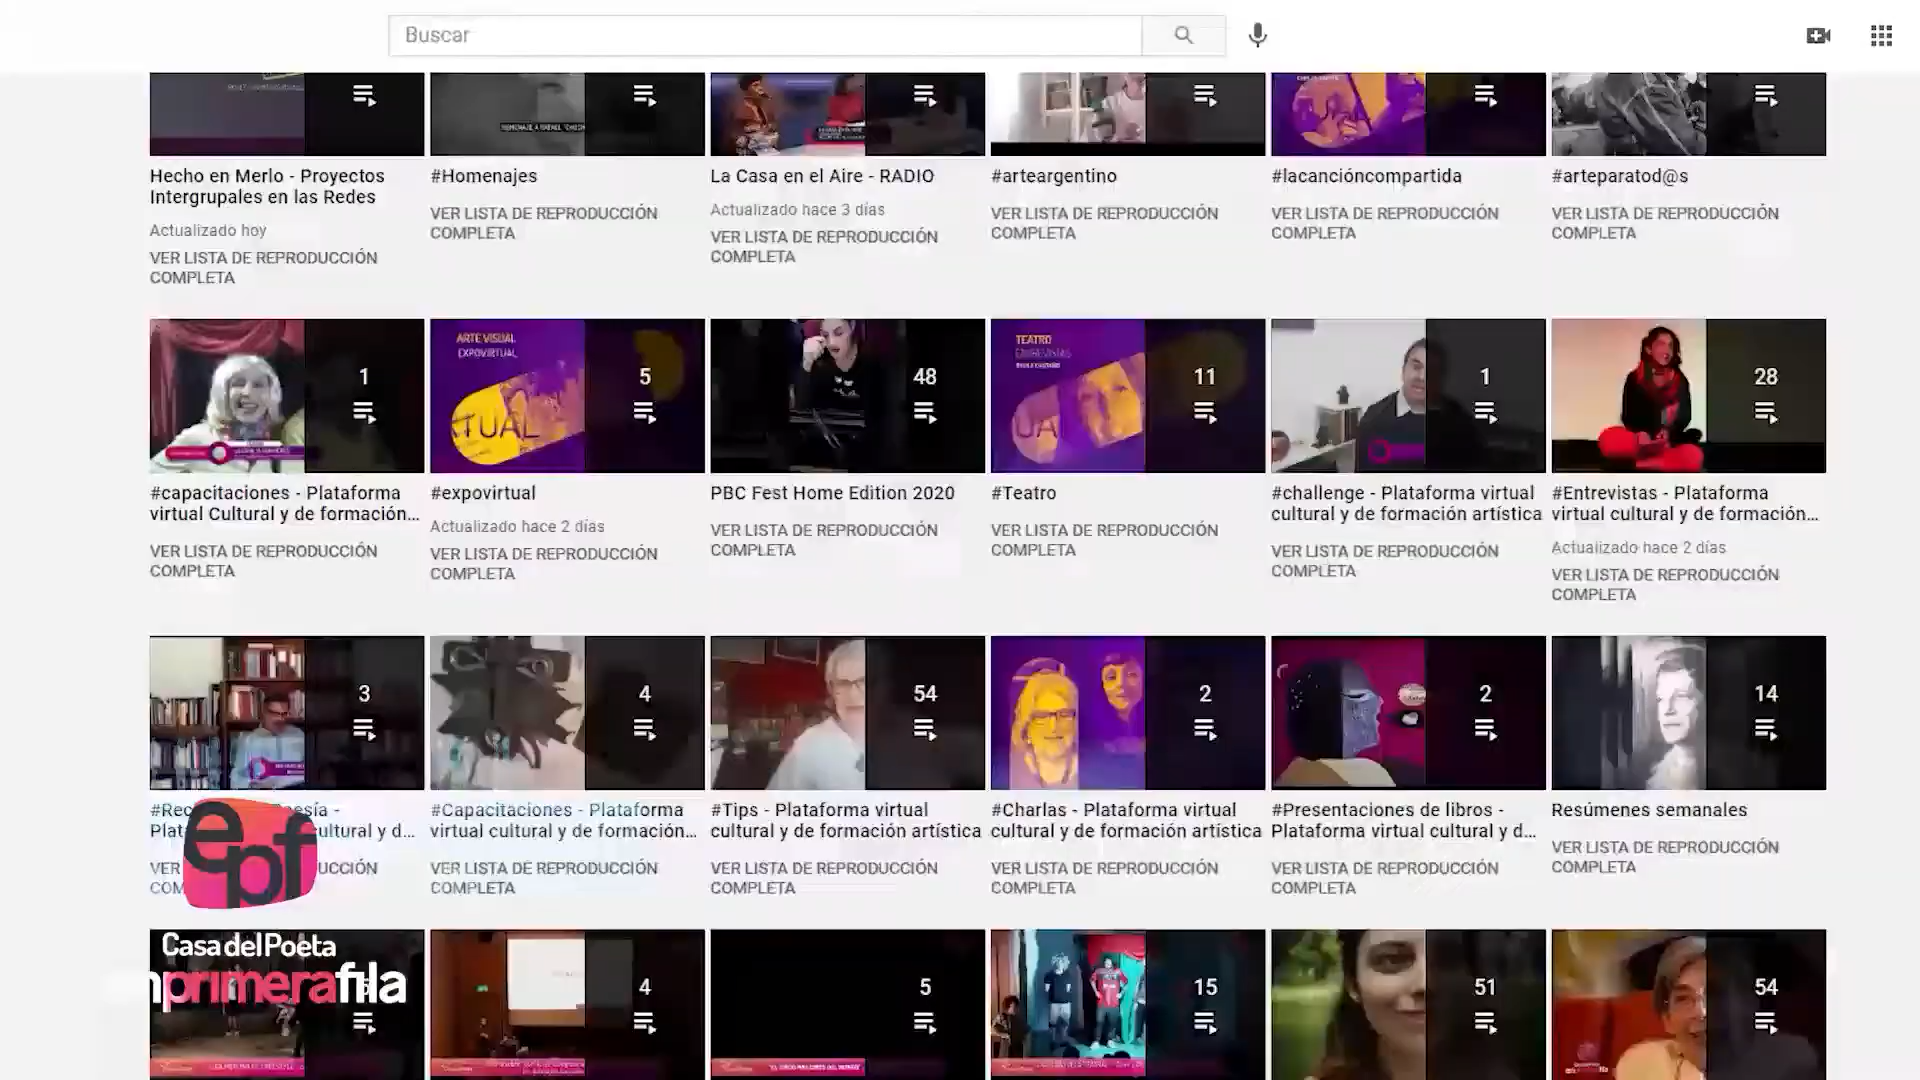 Buscar
Hecho en Merlo - Proyectos
Intergrupales en las Redes
Actualizado hoy
VER LISTA DE REPRODUCCIÓN
COMPLETA
#Homenajes
VER LISTA DE REPRODUCCIÓN
COMPLETA
La Casa en el Aire - RADIO
Actualizado hace 3 días
VER LISTA DE REPRODUCCIÓN
COMPLETA
#arteargentino
VER LISTA DE REPRODUCCIÓN
COMPLETA
#lacancióncompartida
VER LISTA DE REPRODUCCIÓN
COMPLETA
#arteparatod@s
VER LISTA DE REPRODUCCIÓN
COMPLETA
1
#capacitaciones - Plataforma
virtual Cultural y de formación...
VER LISTA DE REPRODUCCIÓN
COMPLETA
ARTE VISUAL
EXPOVIRTUAL
5
#expovirtual
Actualizado hace 2 días
VER LISTA DE REPRODUCCIÓN
COMPLETA
48
PBC Fest Home Edition 2020
VER LISTA DE REPRODUCCIÓN
COMPLETA
TEATRO
ENTREVISTAS
11
#Teatro
VER LISTA DE REPRODUCCIÓN
COMPLETA
1
#challenge - Plataforma virtual
cultural y de formación artística
VER LISTA DE REPRODUCCIÓN
COMPLETA
28
#Entrevistas - Plataforma
virtual cultural y de formación...
Actualizado hace 2 días
VER LISTA DE REPRODUCCIÓN
COMPLETA
3
4
#Capacitaciones - Plataforma
virtual cultural y de formación...
VER LISTA DE REPRODUCCIÓN
COMPLETA
54
#Tips - Plataforma virtual
cultural y de formación artística
VER LISTA DE REPRODUCCIÓN
COMPLETA
2
#Charlas - Plataforma virtual
cultural y de formación artística
VER LISTA DE REPRODUCCIÓN
COMPLETA
2
#Presentaciones de libros -
Plataforma virtual cultural y d...
VER LISTA DE REPRODUCCIÓN
COMPLETA
14
Resúmenes semanales
VER LISTA DE REPRODUCCIÓN
COMPLETA
epf
Casa del Poeta
primerafila
4
5
15
51
54